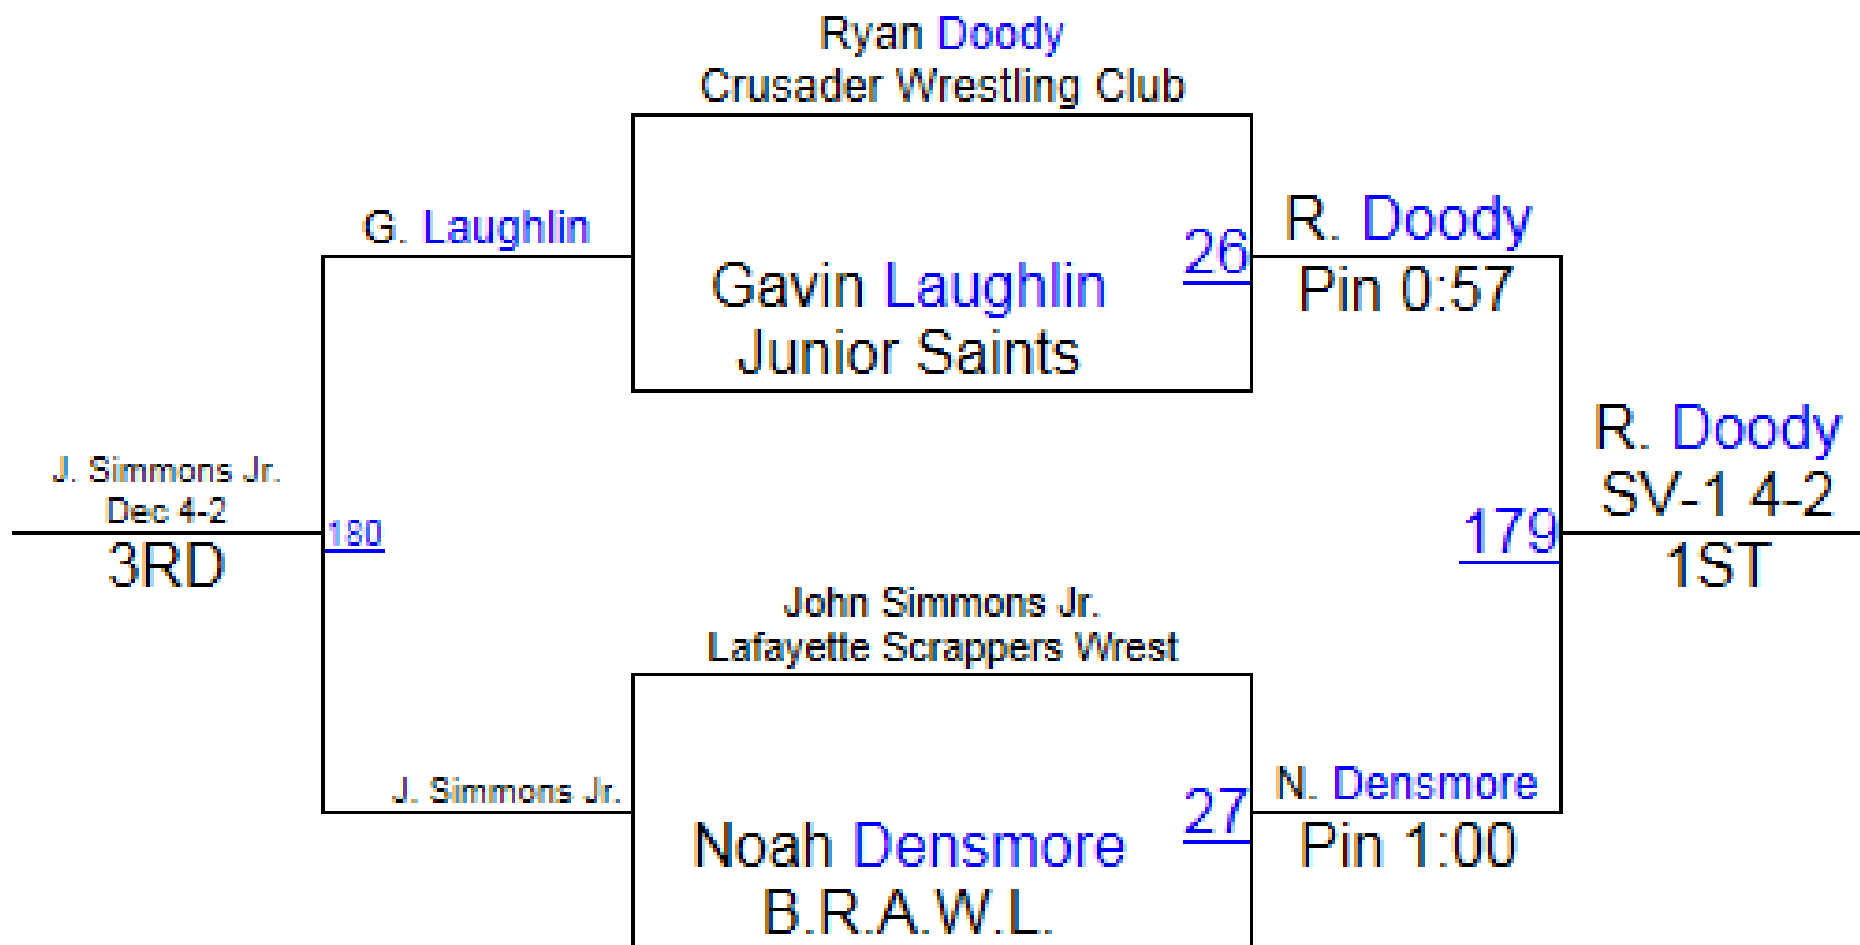 Ryan Doody
Crusader Wrestling Club
G. Laughlin
26
R. Doody
Pin 0:57
Gavin Laughlin
Junior Saints
J. Simmons Jr.
Dec 4-2
3RD
180
R. Doody
SV-1 4-2
1ST
179
John Simmons Jr.
Lafayette Scrappers Wrest
J. Simmons Jr.
27
N. Densmore
Pin 1:00
Noah Densmore
B.R.A.W.L.